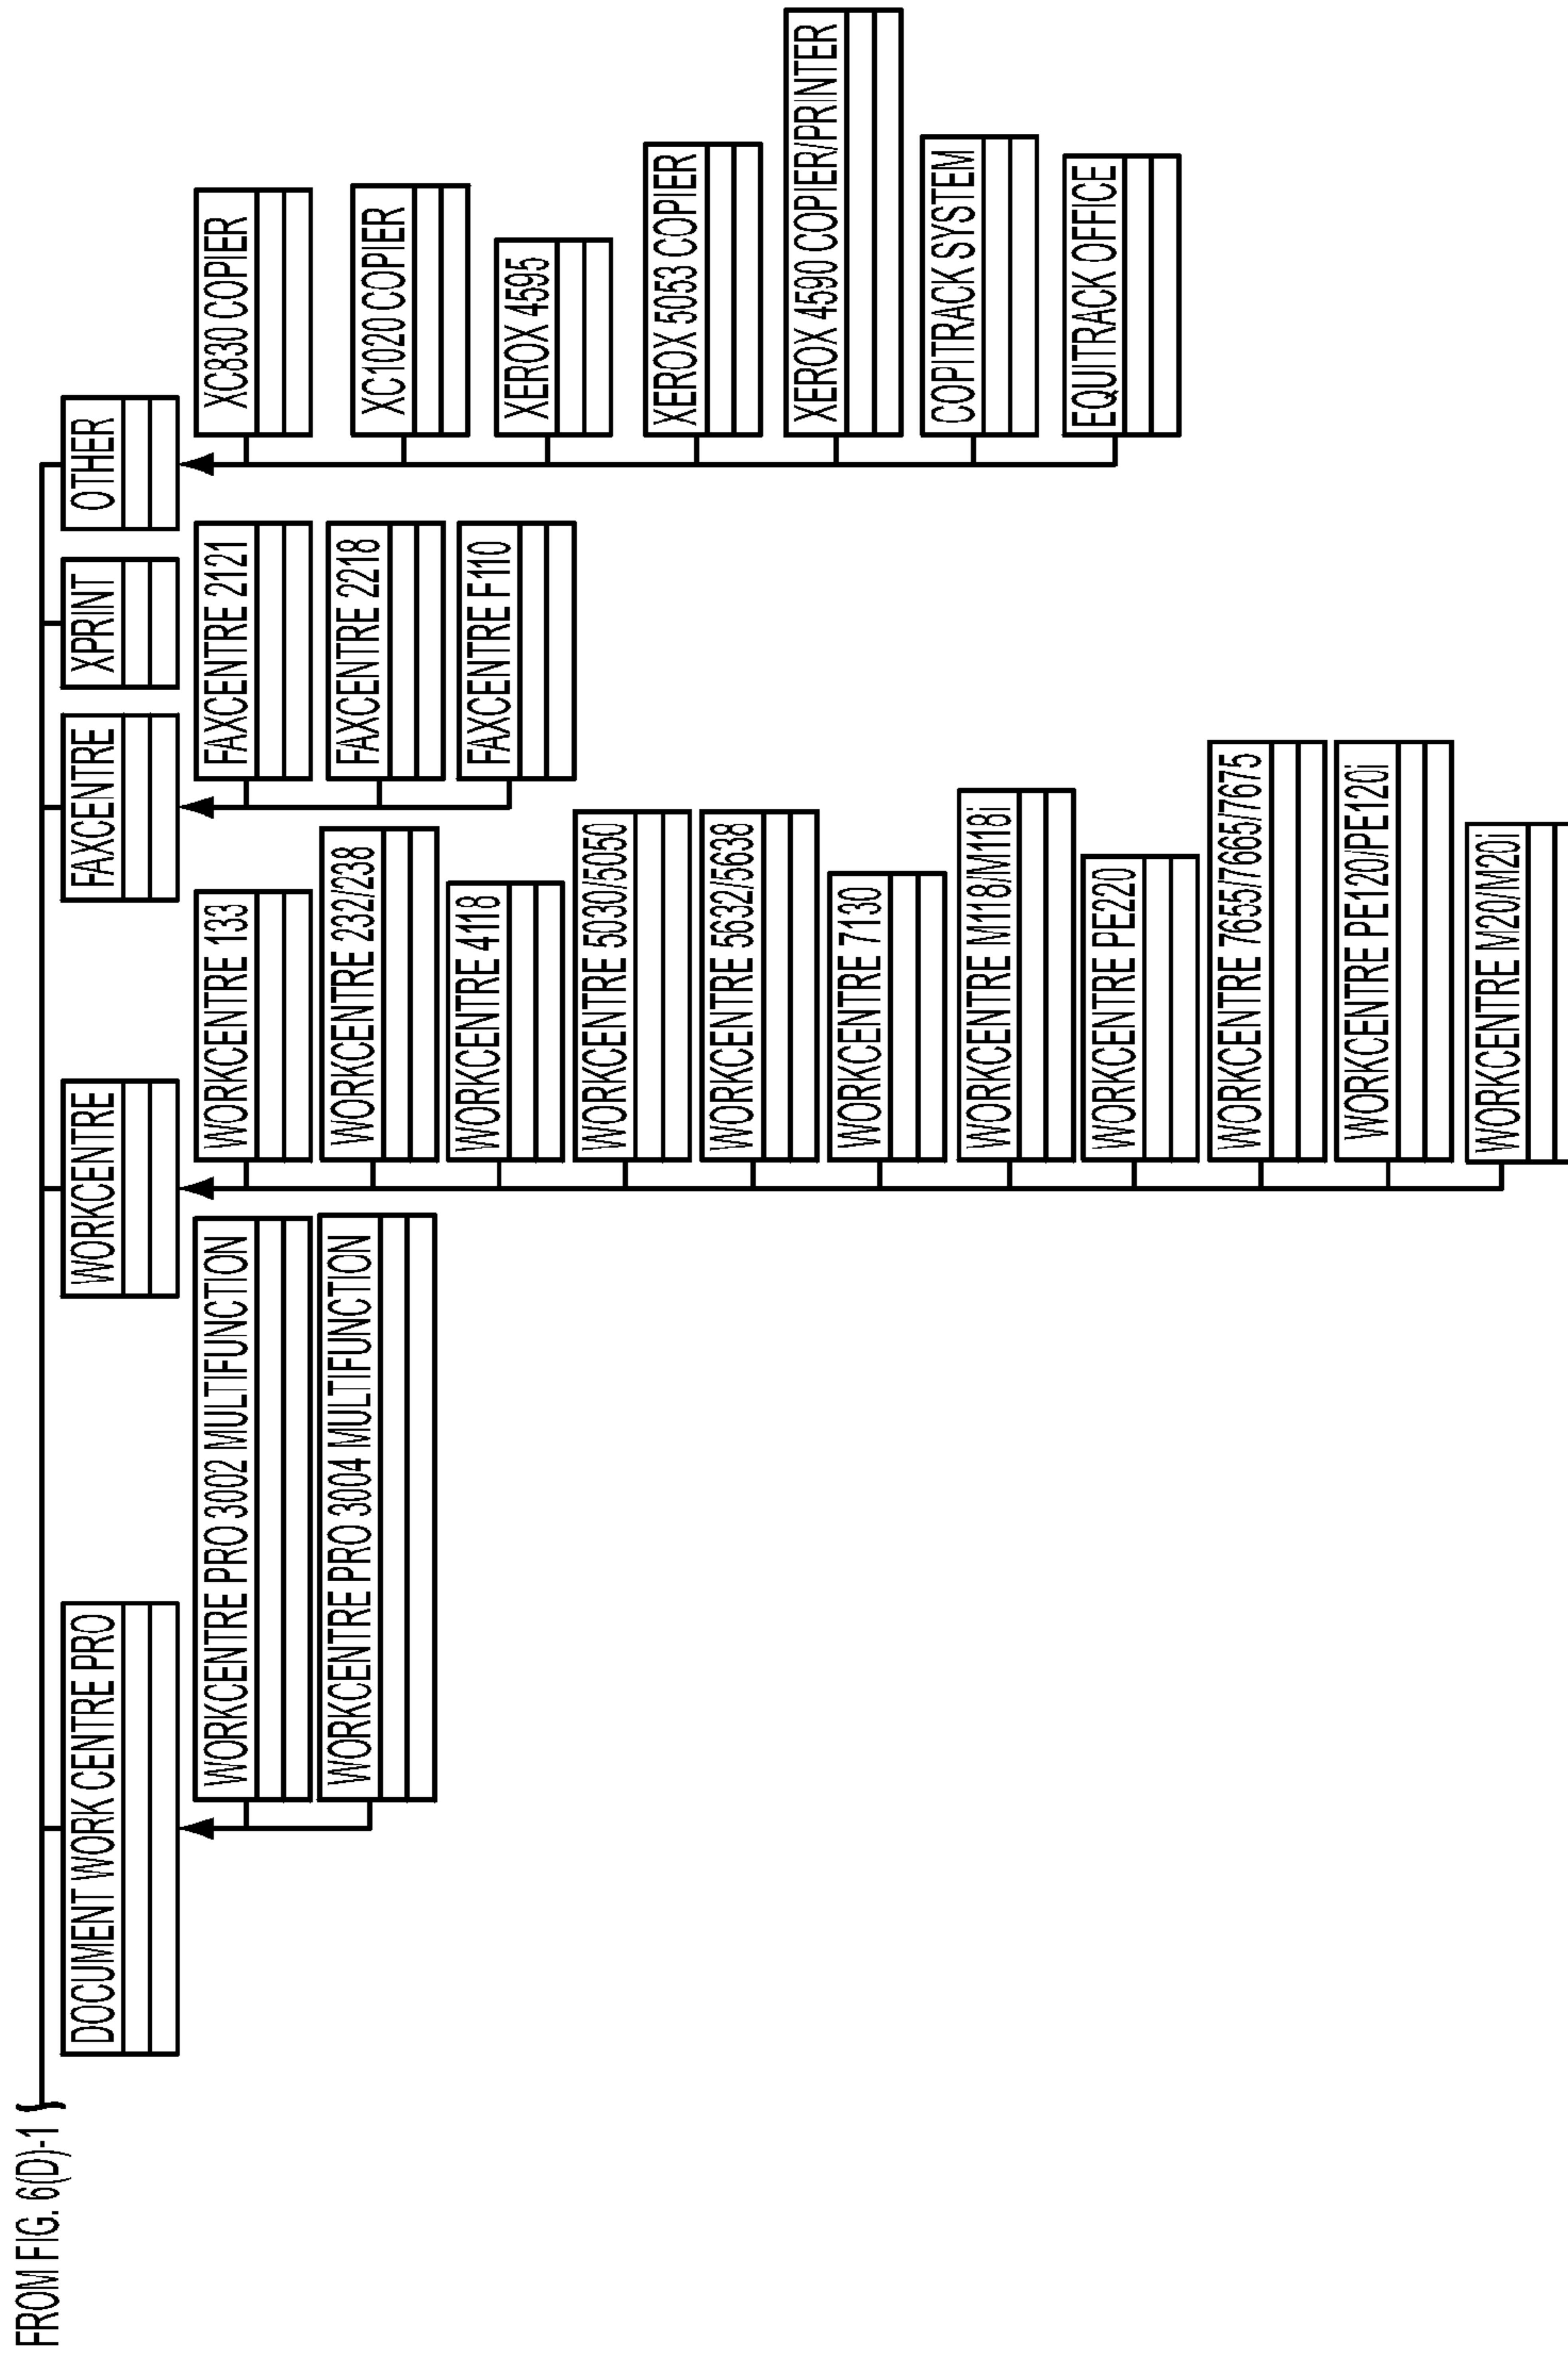 FROM FIG. 6(D)-1
DOCUMENT WORK CENTRE PRO
WORKCENTRE PRO 3002 MULTIFUNCTION
WORKCENTRE PRO 3004 MULTIFUNCTION
WORKCENTRE
WORKCENTRE 133
WORKCENTRE 232/238
WORKCENTRE 4118
WORKCENTRE 5030/5050
WORKCENTRE 5632/5638
WORKCENTRE 7130
WORKCENTRE M118/M118i
WORKCENTRE PE220
WORKCENTRE 7655/7665/7675
WORKCENTRE PE120/PE120i
WORKCENTRE M20/M20i
FAXCENTRE
FAXCENTRE 2121
FAXCENTRE 2218
FAXCENTRE F110
XPRINT
OTHER
XC830 COPIER
XC1020 COPIER
XEROX 4595
XEROX 5053 COPIER
XEROX 4590 COPIER/PRINTER
COPITRACK SYSTEM
EQUITRACK OFFICE